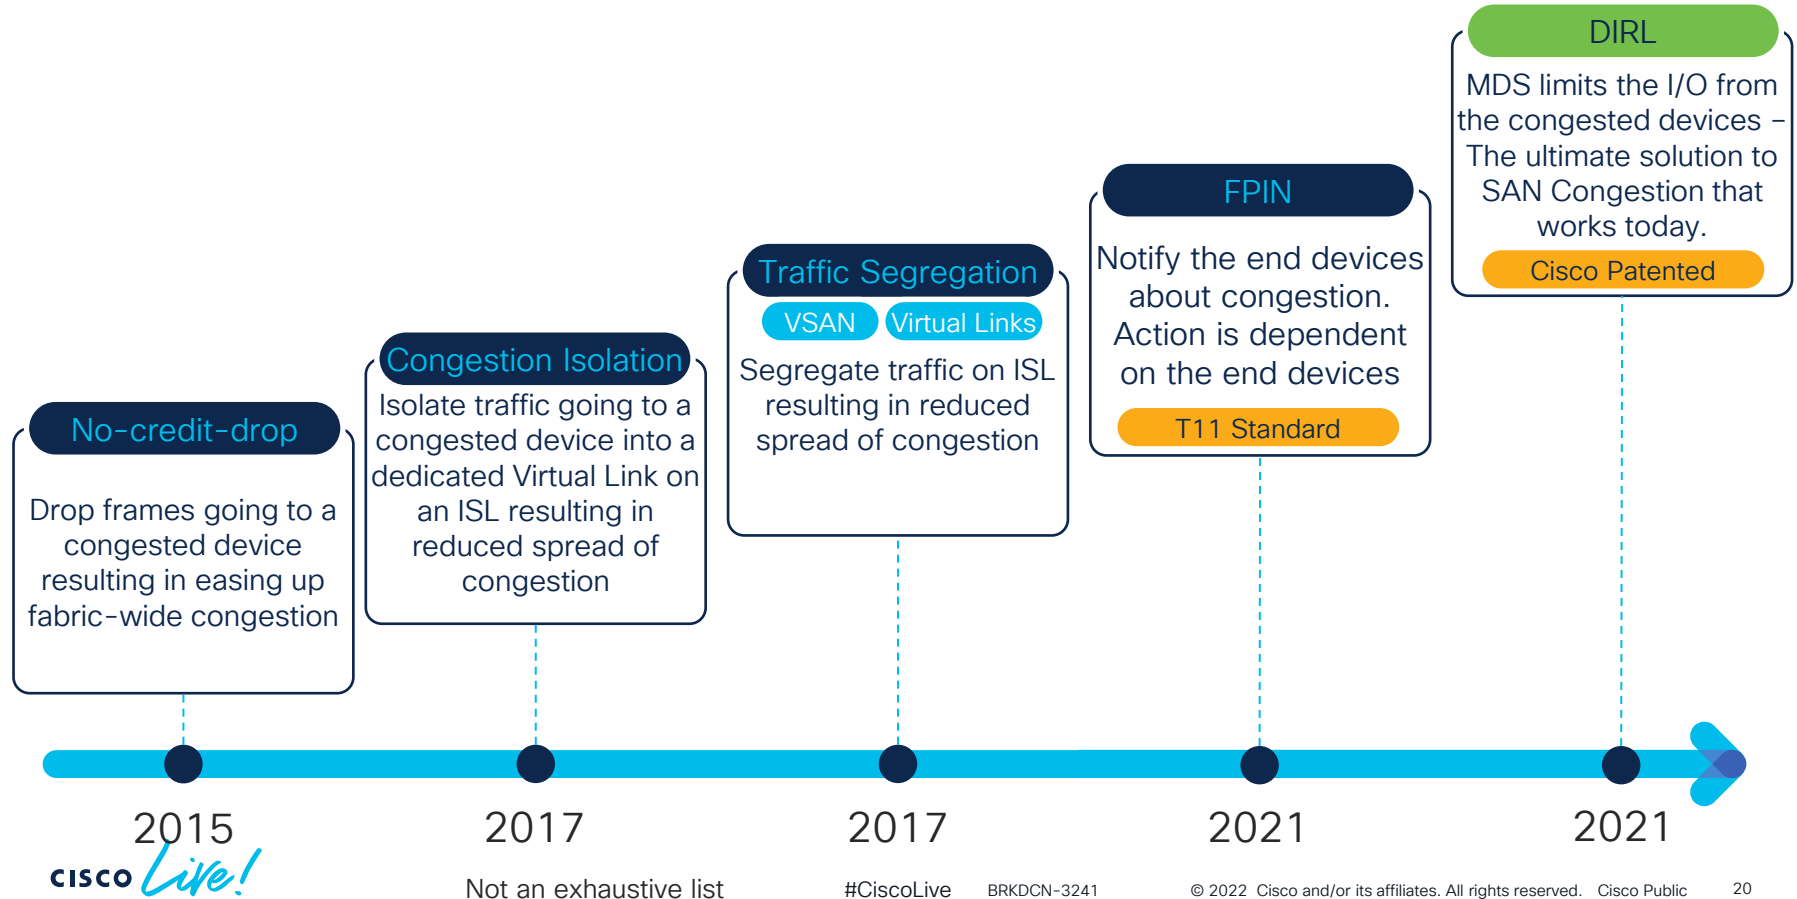 No-credit-drop
Drop frames going to a
congested device
resulting in easing up
fabric-wide congestion
Congestion Isolation
Isolate traffic going to a
congested device into a
dedicated Virtual Link on
an ISL resulting in
reduced spread of
congestion
Traffic Segregation
VSAN
Virtual Links
Segregate traffic on ISL
resulting in reduced
spread of congestion
FPIN
Notify the end devices
about congestion.
Action is dependent
on the end devices
T11 Standard
DIRL
MDS limits the I/O from
the congested devices –
The ultimate solution to
SAN Congestion that
works today.
Cisco Patented
2015
2017
2017
2021
2021
CISCO Live!
Not an exhaustive list
#CiscoLive
BRKDCN-3241
© 2022 Cisco and/or its affiliates. All rights reserved. Cisco Public
20